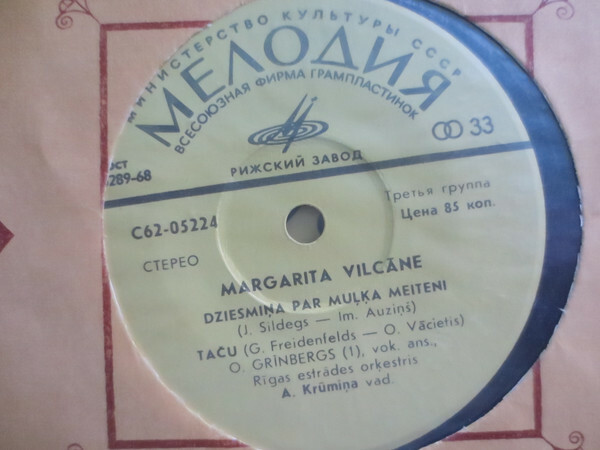 МИНИСТЕРСТВО КУЛЬТУРЫ СССР
МЕЛОДИЯ
ВСЕСОЮЗНАЯ ФИРМА ГРАМПЛАСТИНОК
33
РИЖСКИЙ ЗАВОД
289-68
Третья группа
Цена 85 коп.
С62-05224
СТЕРЕО
MARGARITA VILCĀNE
DZIESMIŅA PAR MUĻĶA MEITENI
(J. Sildegs — Im. Auziņš)
TAČU (G. Freidenfelds — O. Vācietis)
O. GRĪNBERGS (1), vok. ans.,
Rīgas estrādes orķestris
A. Krūmiņa vad.